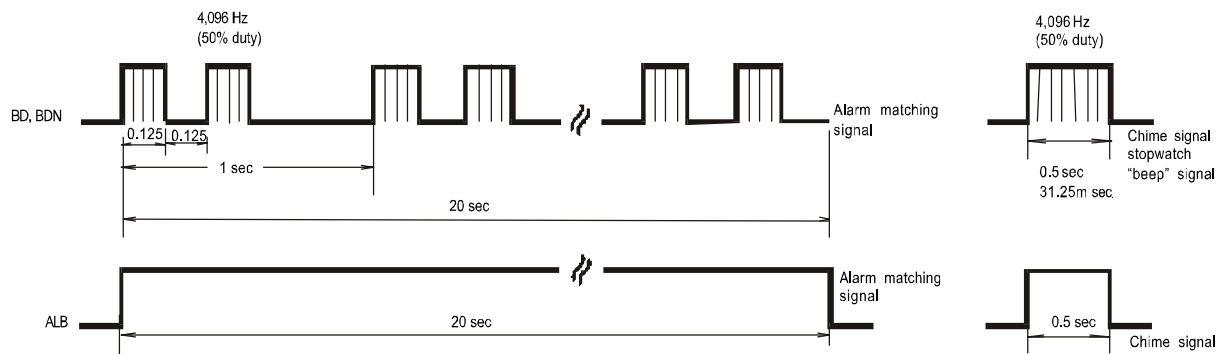 4,096 Hz
(50% duty)
4,096 Hz
(50% duty)
BD, BDN
0.125
0.125
1 sec
20 sec
Alarm matching
signal
0.5 sec
31.25m sec
Chime signal
stopwatch
"beep" signal
ALB
20 sec
Alarm matching
signal
0.5 sec
Chime signal